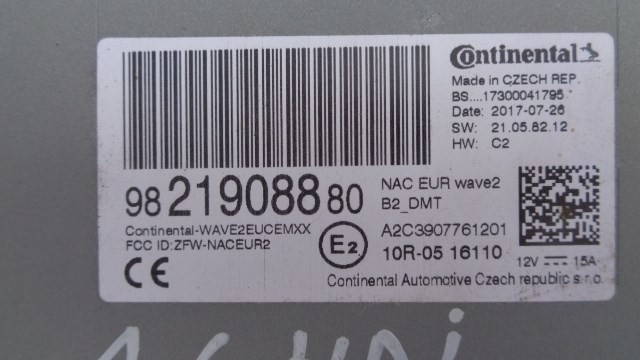 Continental
Made in CZECH REP.
BS....17300041795
Date: 2017-07-26
SW: 21.05.62.12
HW: C2
98 219088 80
NAC EUR wave2
B2_DMT
Continental-WAVE2EUCEMXX
FCC ID:ZFW-NACEUR2
A2C3907761201
E2
10R-05 16110
12V 15A
CE
Continental Automotive Czech republic s.r.o.